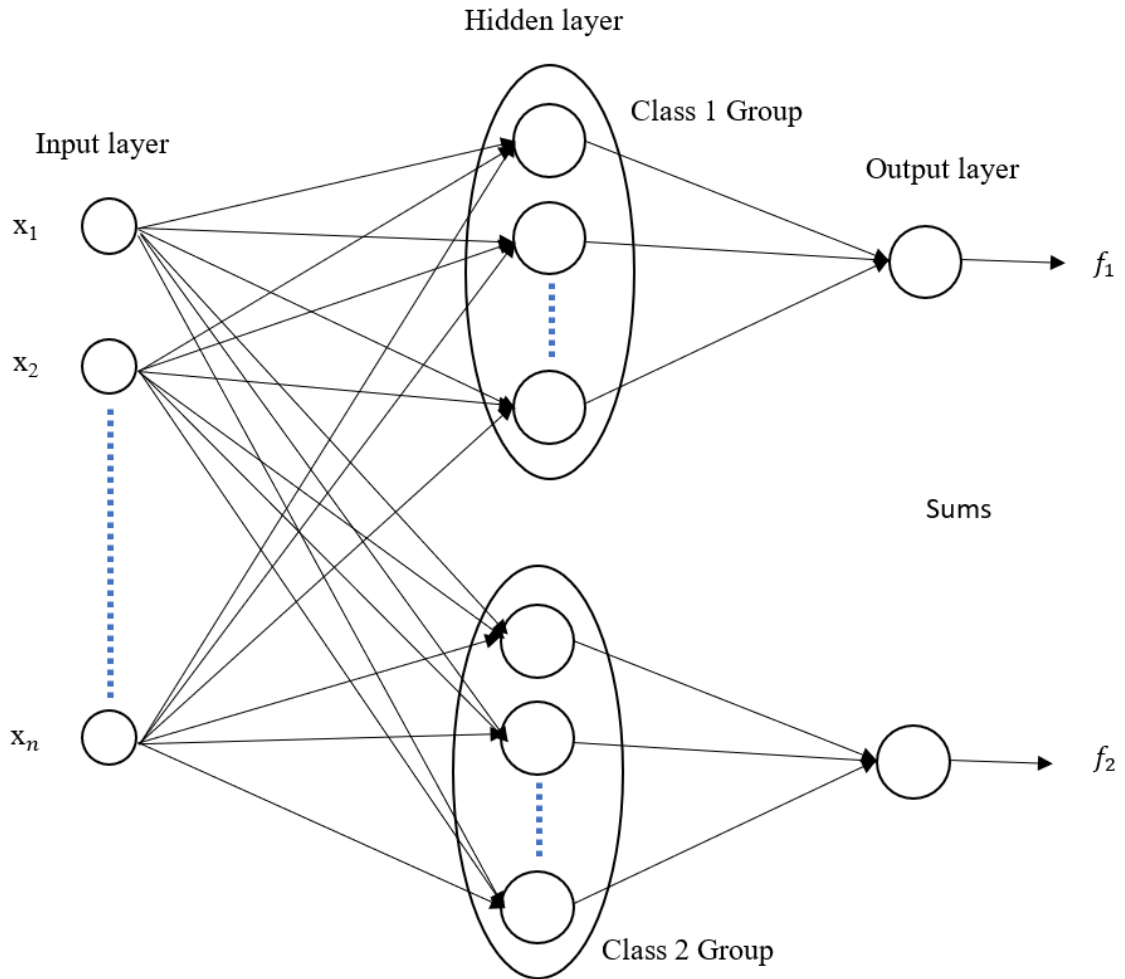 Hidden layer
Class 1 Group
Input layer
Output layer
x₁
f₁
x₂
Sums
xₙ
f₂
Class 2 Group